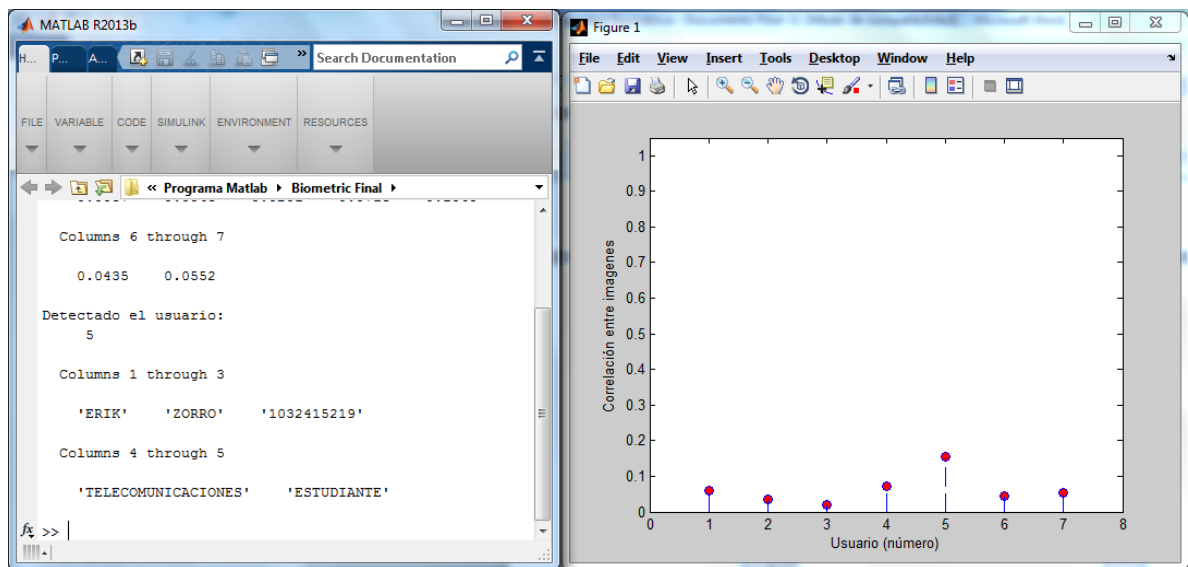 MATLAB R2013b
H... P... A... » Search Documentation
FILE VARIABLE CODE SIMULINK ENVIRONMENT RESOURCES
« Programa Matlab Biometric Final
Columns 6 through 7
0.0435 0.0552
Detectado el usuario:
5
Columns 1 through 3
'ERIK' 'ZORRO' '1032415219'
Columns 4 through 5
'TELECOMUNICACIONES' 'ESTUDIANTE'
fx >>
Figure 1
File Edit View Insert Tools Desktop Window Help
1
0.9
0.8
0.7
0.6
0.5
0.4
0.3
0.2
0.1
0
Correlación entre imagenes
0 1 2 3 4 5 6 7 8
Usuario (número)